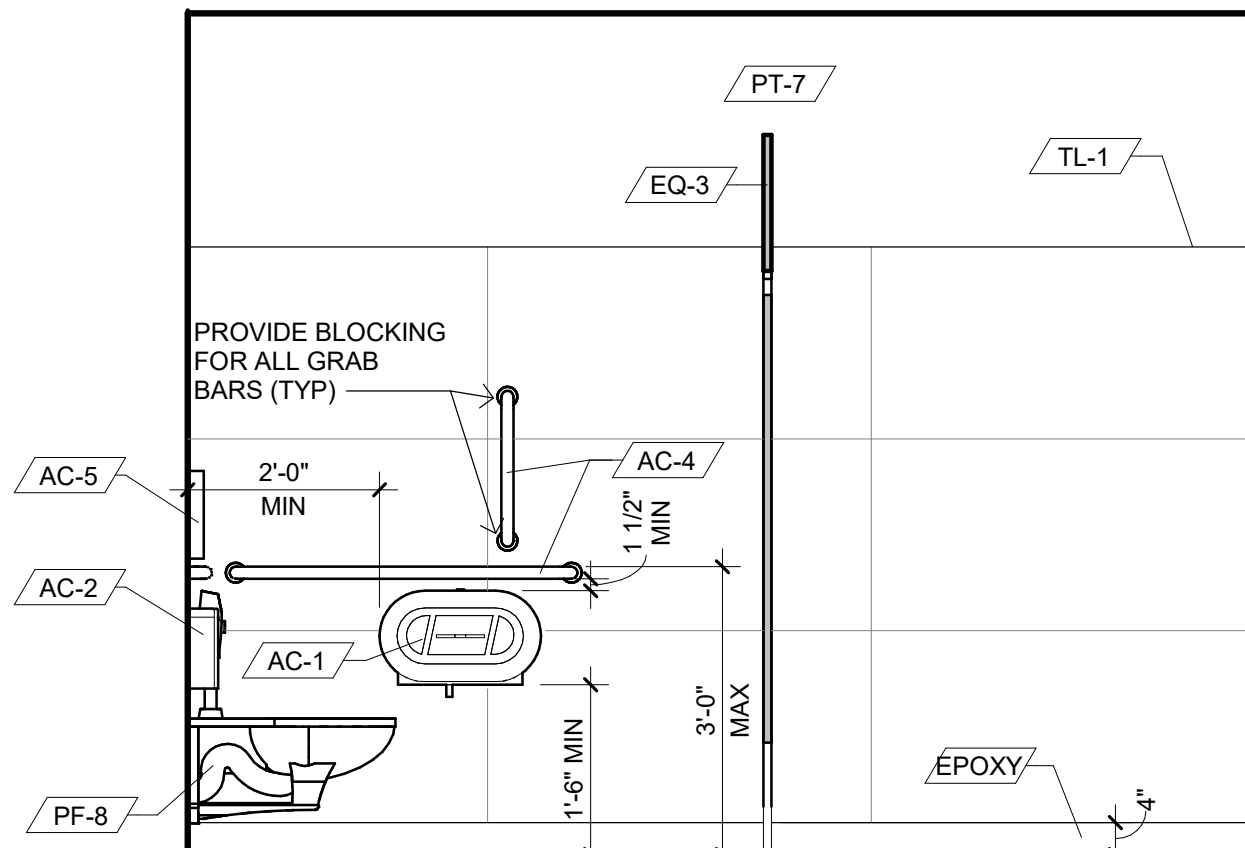 PT-7
TL-1
EQ-3
PROVIDE BLOCKING
FOR ALL GRAB
BARS (TYP)
AC-5
2'-0"
MIN
AC-4
1 1/2"
MIN
AC-2
AC-1
3'-0"
MAX
1'-6" MIN
EPOXY
4"
PF-8